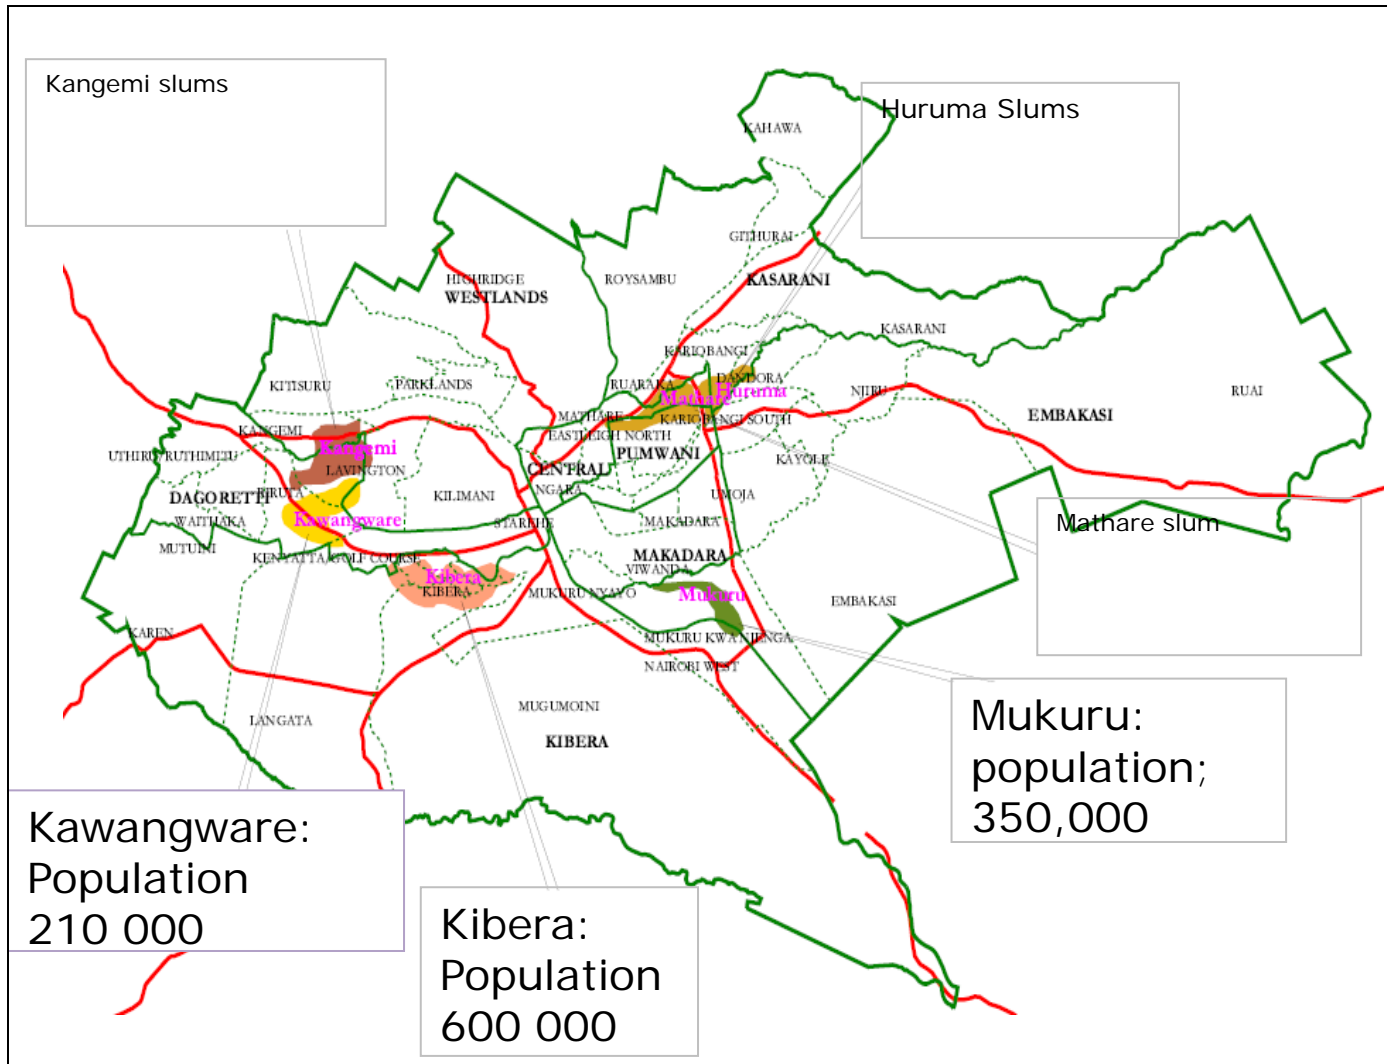 Kangemi slums
Huruma Slums
KAHAWA
GITHURAI
HIGHRIDGE
WESTLANDS
ROYSAMBU
KASARANI
KASARANI
KARIOBANGI
KITISURU
PARKLANDS
RUARAKA
DANDORA
Mathare
Huruma
NJIRU
RUAI
MATHARE
KARIOBANGI SOUTH
EMBAKASI
KANGEMI
EASTLEIGH NORTH
Kangemi
PUMWANI
UTHIRU/RUTHIMITU
LAVINGTON
CENTRAL
KAYOLE
DAGORETTI
RIRUTA
KILIMANI
NGARA
UMOJA
WAITHAKA
Kawangware
STAREHE
MAKADARA
Mathare slum
MUTUINI
KENYATTA/GOLF COURSE
MAKADARA
VIWANDA
Kibera
KIBERA
MUKURU NYAYO
Mukuru
EMBAKASI
KAREN
MUKURU KWA NJENGA
NAIROBI WEST
LANGATA
MUGUMOINI
KIBERA
Mukuru:
population;
350,000
Kawangware:
Population
210 000
Kibera:
Population
600 000